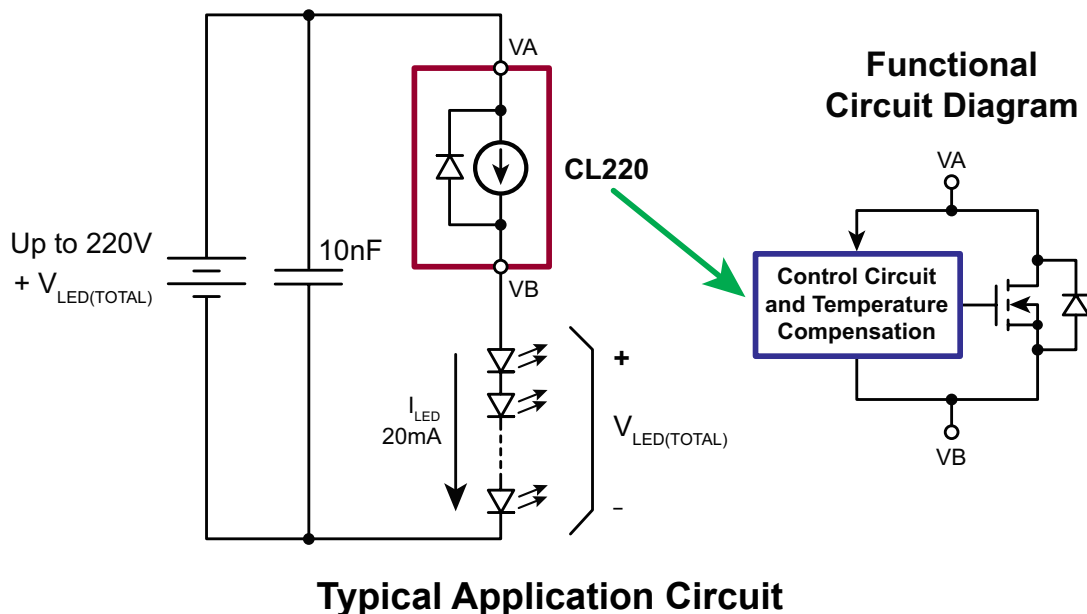 VA
Functional
Circuit Diagram
CL220
VA
Up to 220V
+ VLED(TOTAL)
10nF
Control Circuit
and Temperature
Compensation
VB
ILED
20mA
+
VLED(TOTAL)
–
VB
Typical Application Circuit